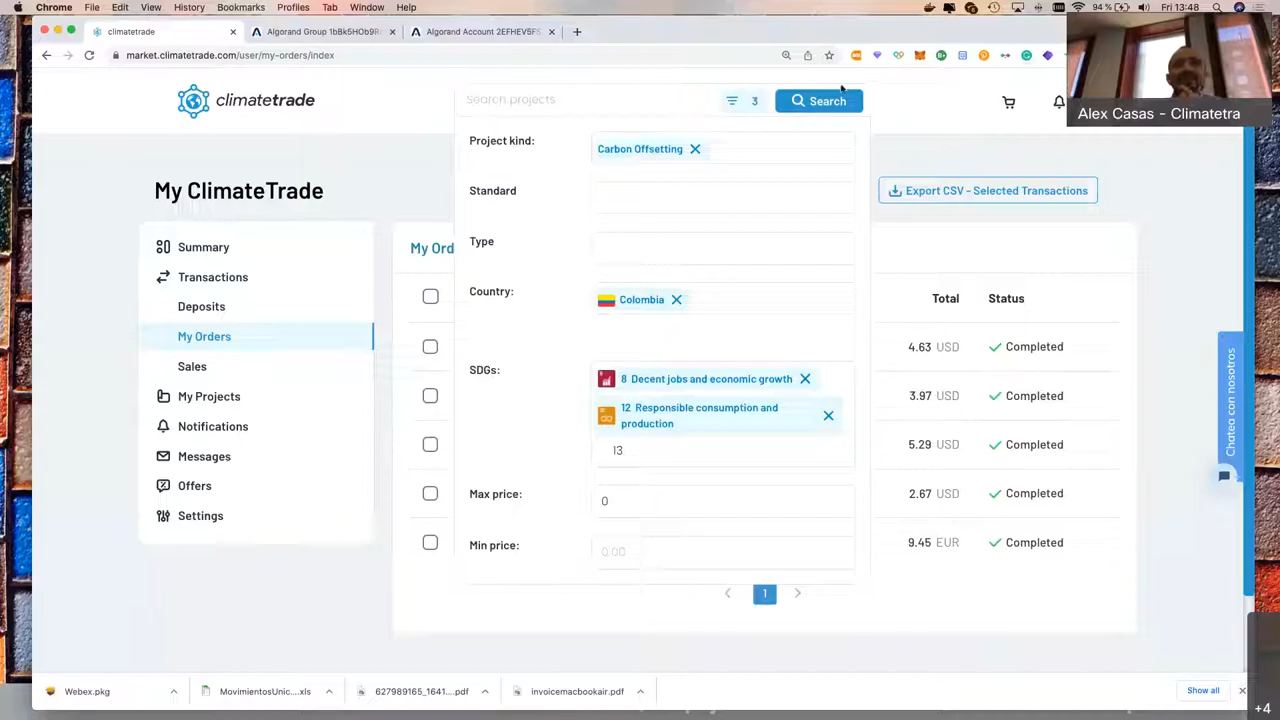 Chrome File Edit View History Bookmarks Profiles Tab Window Help
94 % Fri 13:48
climatetrade
Algorand Group 1bBk5HOb9R
Algorand Account 2EFHEV5FS
market.climatetrade.com/user/my-orders/index
Alex Casas - Climatetra
climatetrade
Search projects
3
Search
Project kind:
Carbon Offsetting
Standard
Type
Country:
Colombia
SDGs:
8 Decent jobs and economic growth
12 Responsible consumption and
production
13
Max price:
0
Min price:
0,00
My ClimateTrade
Export CSV - Selected Transactions
Summary
Transactions
Deposits
My Orders
Sales
My Projects
Notifications
Messages
Offers
Settings
My Ord
Total Status
4.63 USD Completed
3.97 USD Completed
5.29 USD Completed
2.67 USD Completed
9.45 EUR Completed
1
Chatea con nosotros
Webex.pkg
MovimientosUnic....xls
627989165_1641....pdf
invoicemacbookair.pdf
Show all
+4